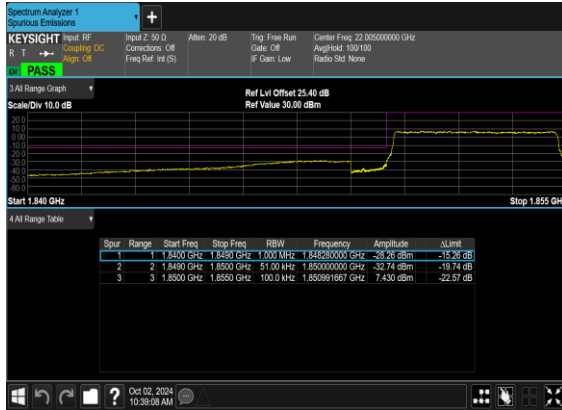 Spectrum Analyzer 1
Spurious Emissions
KEYSIGHT Input: RF
R T Coupling: DC
Align: Off
Input Z: 50 Ω
Corrections: Off
Freq Ref: Int (S)
Atten: 20 dB
Trig: Free Run
Gate: Off
IF Gain: Low
Center Freq: 22.005000000 GHz
Avg|Hold: 100/100
Radio Std: None
PASS
3 All Range Graph
Ref Lvl Offset 25.40 dB
Scale/Div 10.0 dB
Ref Value 30.00 dBm
20.0
10.0
0.00
-10.0
-20.0
-30.0
-40.0
-50.0
-60.0
Start 1.840 GHz
Stop 1.855 GH
4 All Range Table
Spur Range Start Freq Stop Freq RBW Frequency Amplitude ΔLimit
1 1 1.8400 GHz 1.8490 GHz 1.000 MHz 1.848280000 GHz -28.26 dBm -15.26 dB
2 2 1.8490 GHz 1.8500 GHz 51.00 kHz 1.850000000 GHz -32.74 dBm -19.74 dB
3 3 1.8500 GHz 1.8550 GHz 100.0 kHz 1.850991667 GHz 7.430 dBm -22.57 dB
Oct 02, 2024
10:39:08 AM